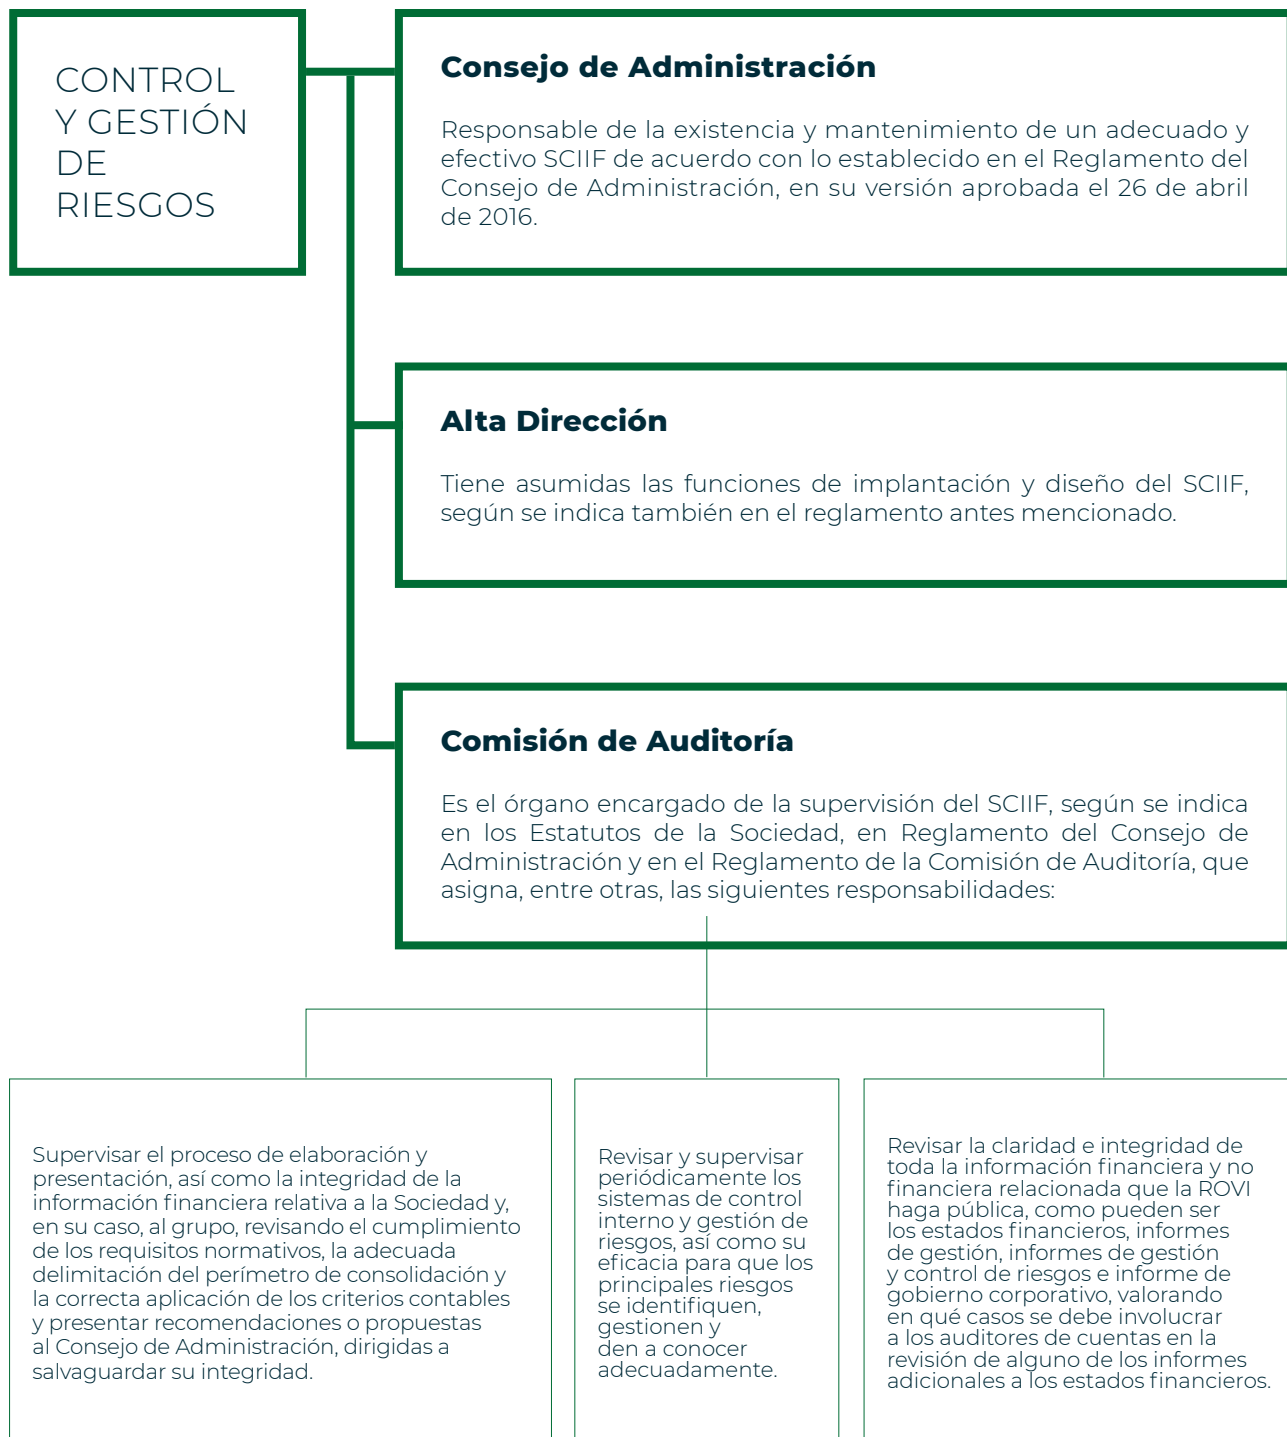 CONTROL
Y GESTIÓN
DE
RIESGOS
Consejo de Administración
Responsable de la existencia y mantenimiento de un adecuado y
efectivo SCIIF de acuerdo con lo establecido en el Reglamento del
Consejo de Administración, en su versión aprobada el 26 de abril
de 2016.
Alta Dirección
Tiene asumidas las funciones de implantación y diseño del SCIIF,
según se indica también en el reglamento antes mencionado.
Comisión de Auditoría
Es el órgano encargado de la supervisión del SCIIF, según se indica
en los Estatutos de la Sociedad, en Reglamento del Consejo de
Administración y en el Reglamento de la Comisión de Auditoría, que
asigna, entre otras, las siguientes responsabilidades:
Supervisar el proceso de elaboración y
presentación, así como la integridad de la
información financiera relativa a la Sociedad y,
en su caso, al grupo, revisando el cumplimiento
de los requisitos normativos, la adecuada
delimitación del perímetro de consolidación y
la correcta aplicación de los criterios contables
y presentar recomendaciones o propuestas
al Consejo de Administración, dirigidas a
salvaguardar su integridad.
Revisar y supervisar
periódicamente los
sistemas de control
interno y gestión de
riesgos, así como su
eficacia para que los
principales riesgos
se identifiquen,
gestionen y
den a conocer
adecuadamente.
Revisar la claridad e integridad de
toda la información financiera y no
financiera relacionada que la ROVI
haga pública, como pueden ser
los estados financieros, informes
de gestión, informes de gestión
y control de riesgos e informe de
gobierno corporativo, valorando
en qué casos se debe involucrar
a los auditores de cuentas en la
revisión de alguno de los informes
adicionales a los estados financieros.